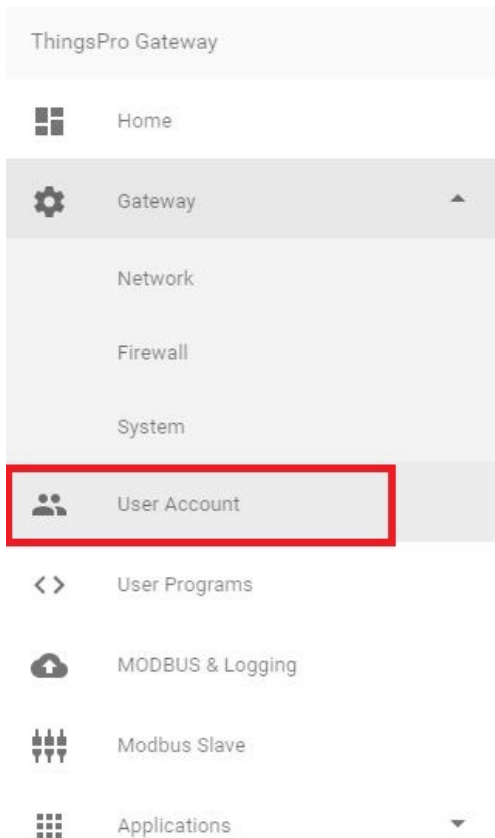 ThingsPro Gateway
Home
Gateway
Network
Firewall
System
User Account
User Programs
MODBUS & Logging
Modbus Slave
Applications